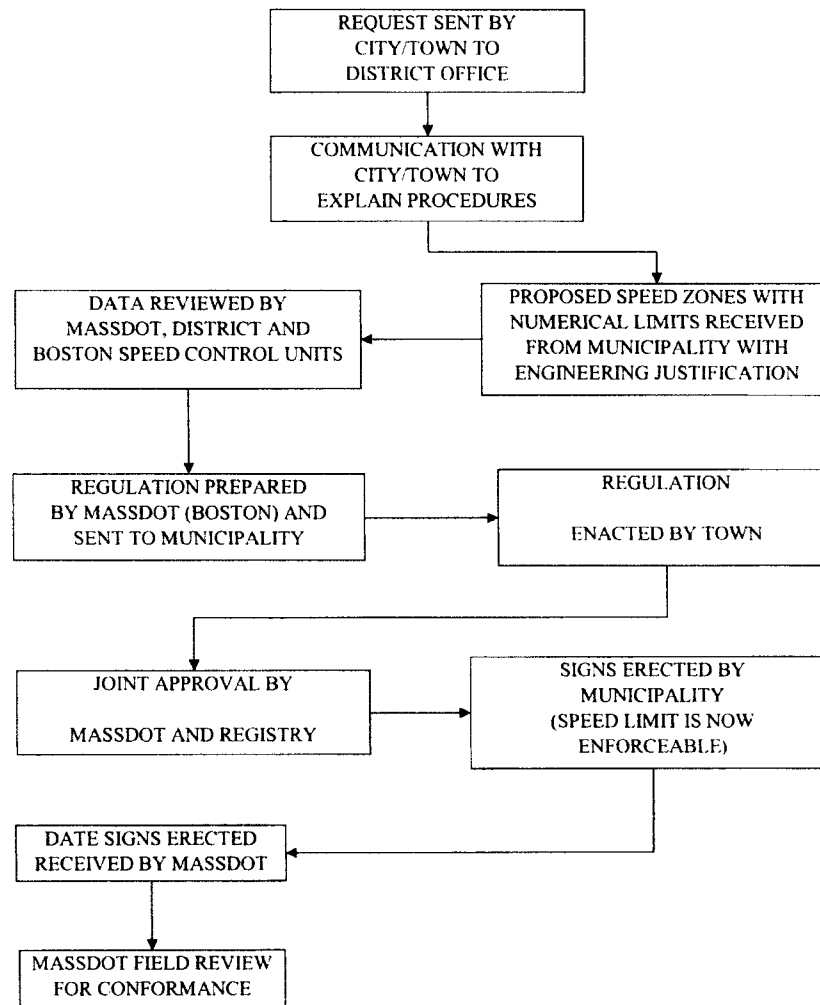 REQUEST SENT BY
CITY/TOWN TO
DISTRICT OFFICE
COMMUNICATION WITH
CITY/TOWN TO
EXPLAIN PROCEDURES
PROPOSED SPEED ZONES WITH
NUMERICAL LIMITS RECEIVED
FROM MUNICIPALITY WITH
ENGINEERING JUSTIFICATION
DATA REVIEWED BY
MASSDOT, DISTRICT AND
BOSTON SPEED CONTROL UNITS
REGULATION PREPARED
BY MASSDOT (BOSTON) AND
SENT TO MUNICIPALITY
REGULATION
ENACTED BY TOWN
JOINT APPROVAL BY
MASSDOT AND REGISTRY
SIGNS ERECTED BY
MUNICIPALITY
(SPEED LIMIT IS NOW
ENFORCEABLE)
DATE SIGNS ERECTED
RECEIVED BY MASSDOT
MASSDOT FIELD REVIEW
FOR CONFORMANCE